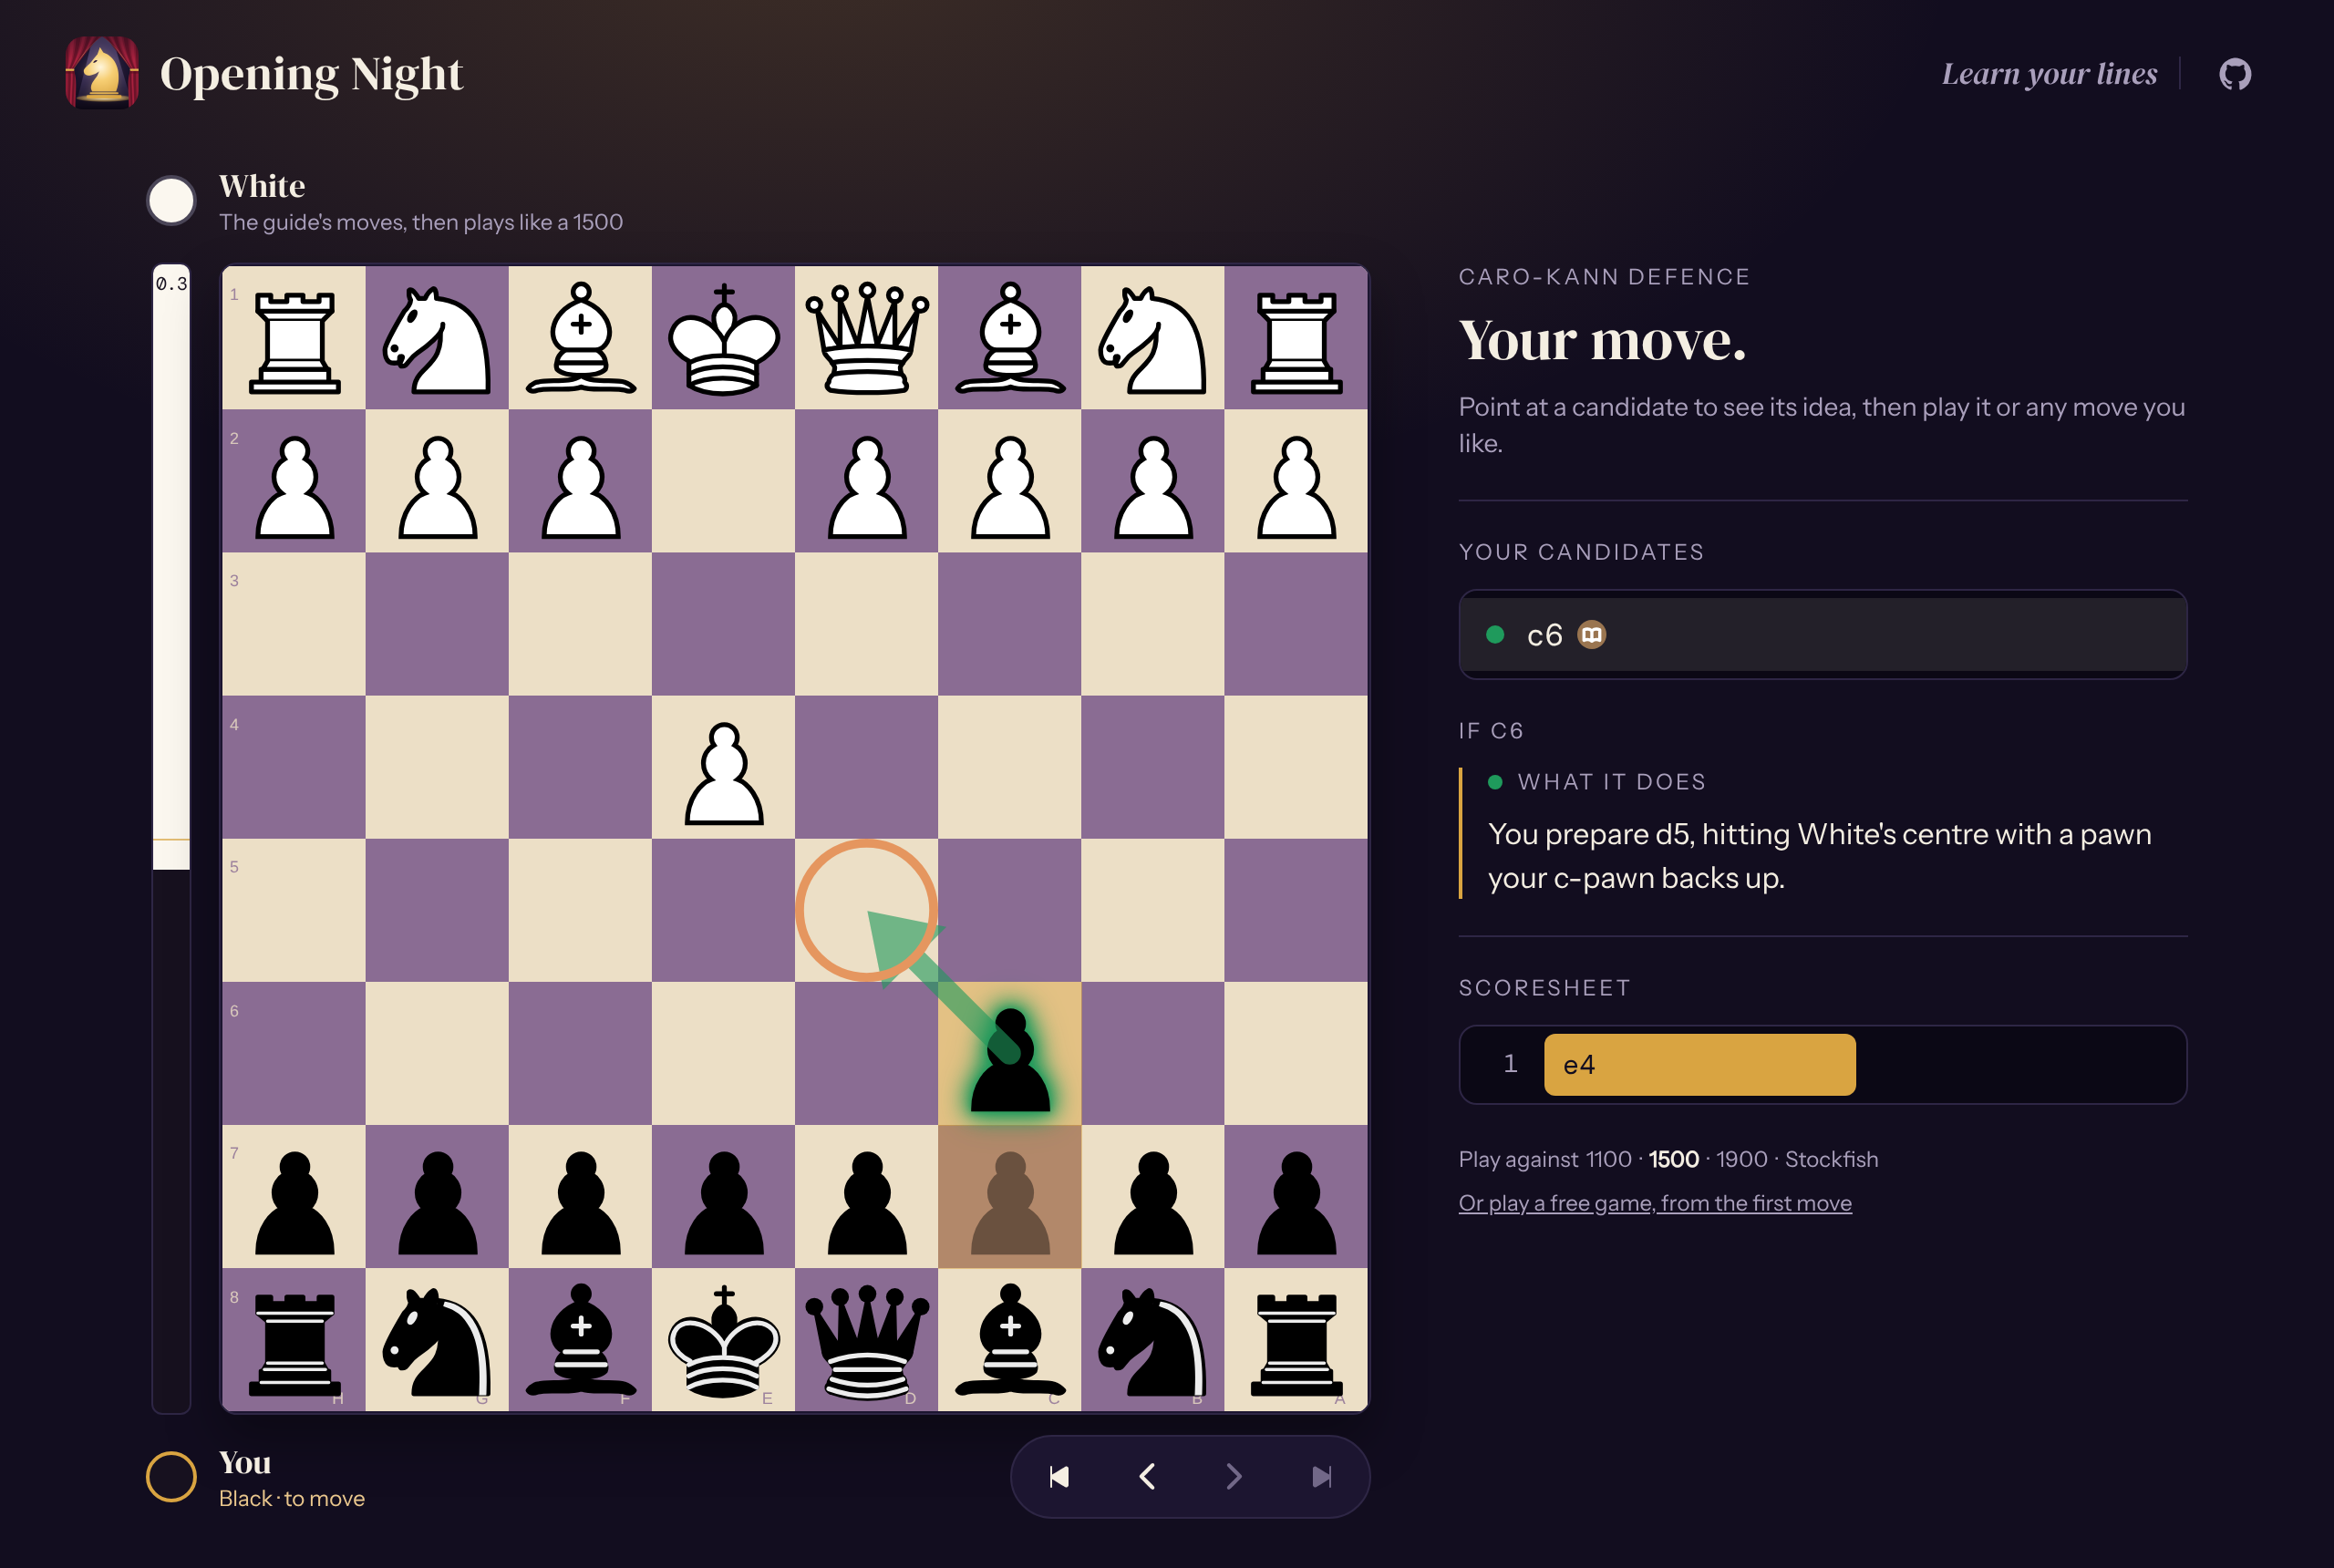 Opening Night
Learn your lines
White
The guide's moves, then plays like a 1500
0.3
1
2
3
4
5
6
7
8
H
G
F
E
D
C
B
A
You
Black · to move
CARO-KANN DEFENCE
Your move.
Point at a candidate to see its idea, then play it or any move you
like.
YOUR CANDIDATES
c6
IF C6
WHAT IT DOES
You prepare d5, hitting White's centre with a pawn
your c-pawn backs up.
SCORESHEET
1 e4
Play against 1100 · 1500 · 1900 · Stockfish
Or play a free game, from the first move